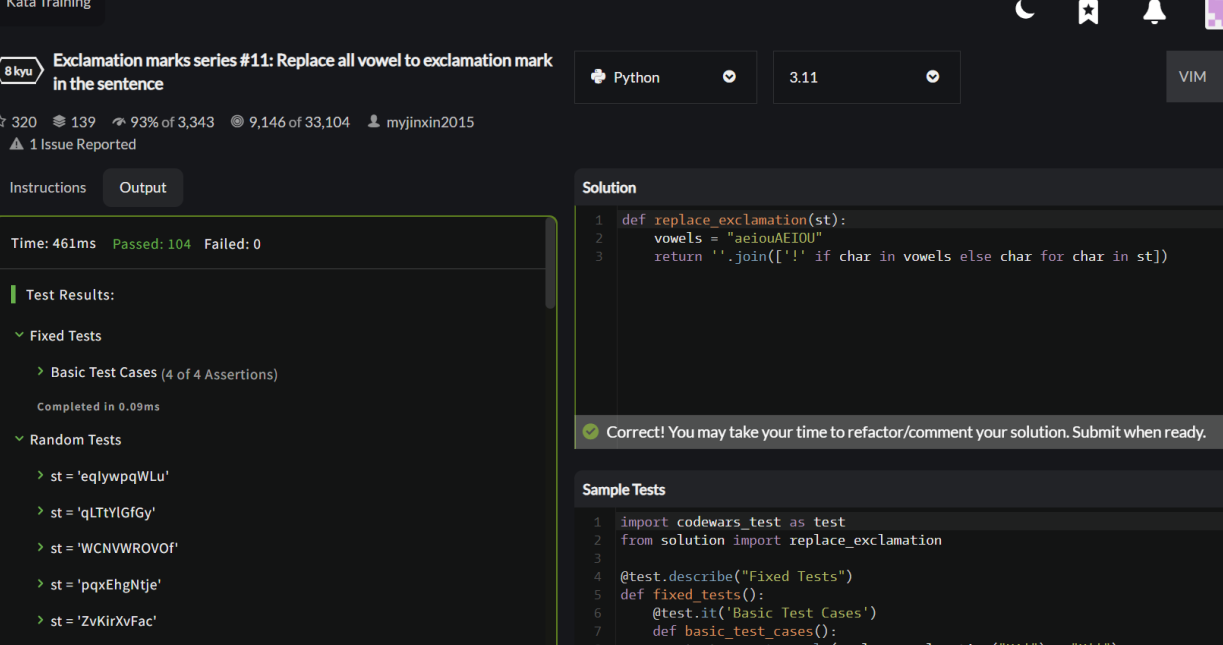 Kata Training
8 kyu
Exclamation marks series #11: Replace all vowel to exclamation mark
in the sentence
320 139 93% of 3,343 9,146 of 33,104 myjinxin2015
1 Issue Reported
Instructions Output
Time: 461ms Passed: 104 Failed: 0
Test Results:
Fixed Tests
Basic Test Cases (4 of 4 Assertions)
Completed in 0.09ms
Random Tests
st = 'eqIywpqWLu'
st = 'qLTtYlGfGy'
st = 'WCNVWROVOf'
st = 'pqxEhgNtje'
st = 'ZvKirXvFac'
Python 3.11 VIM
Solution
1 def replace_exclamation(st):
2 vowels = "aeiouAEIOU"
3 return ''.join(['!' if char in vowels else char for char in st])
Correct! You may take your time to refactor/comment your solution. Submit when ready.
Sample Tests
1 import codewars_test as test
2 from solution import replace_exclamation
3
4 @test.describe("Fixed Tests")
5 def fixed_tests():
6 @test.it('Basic Test Cases')
7 def basic_test_cases():